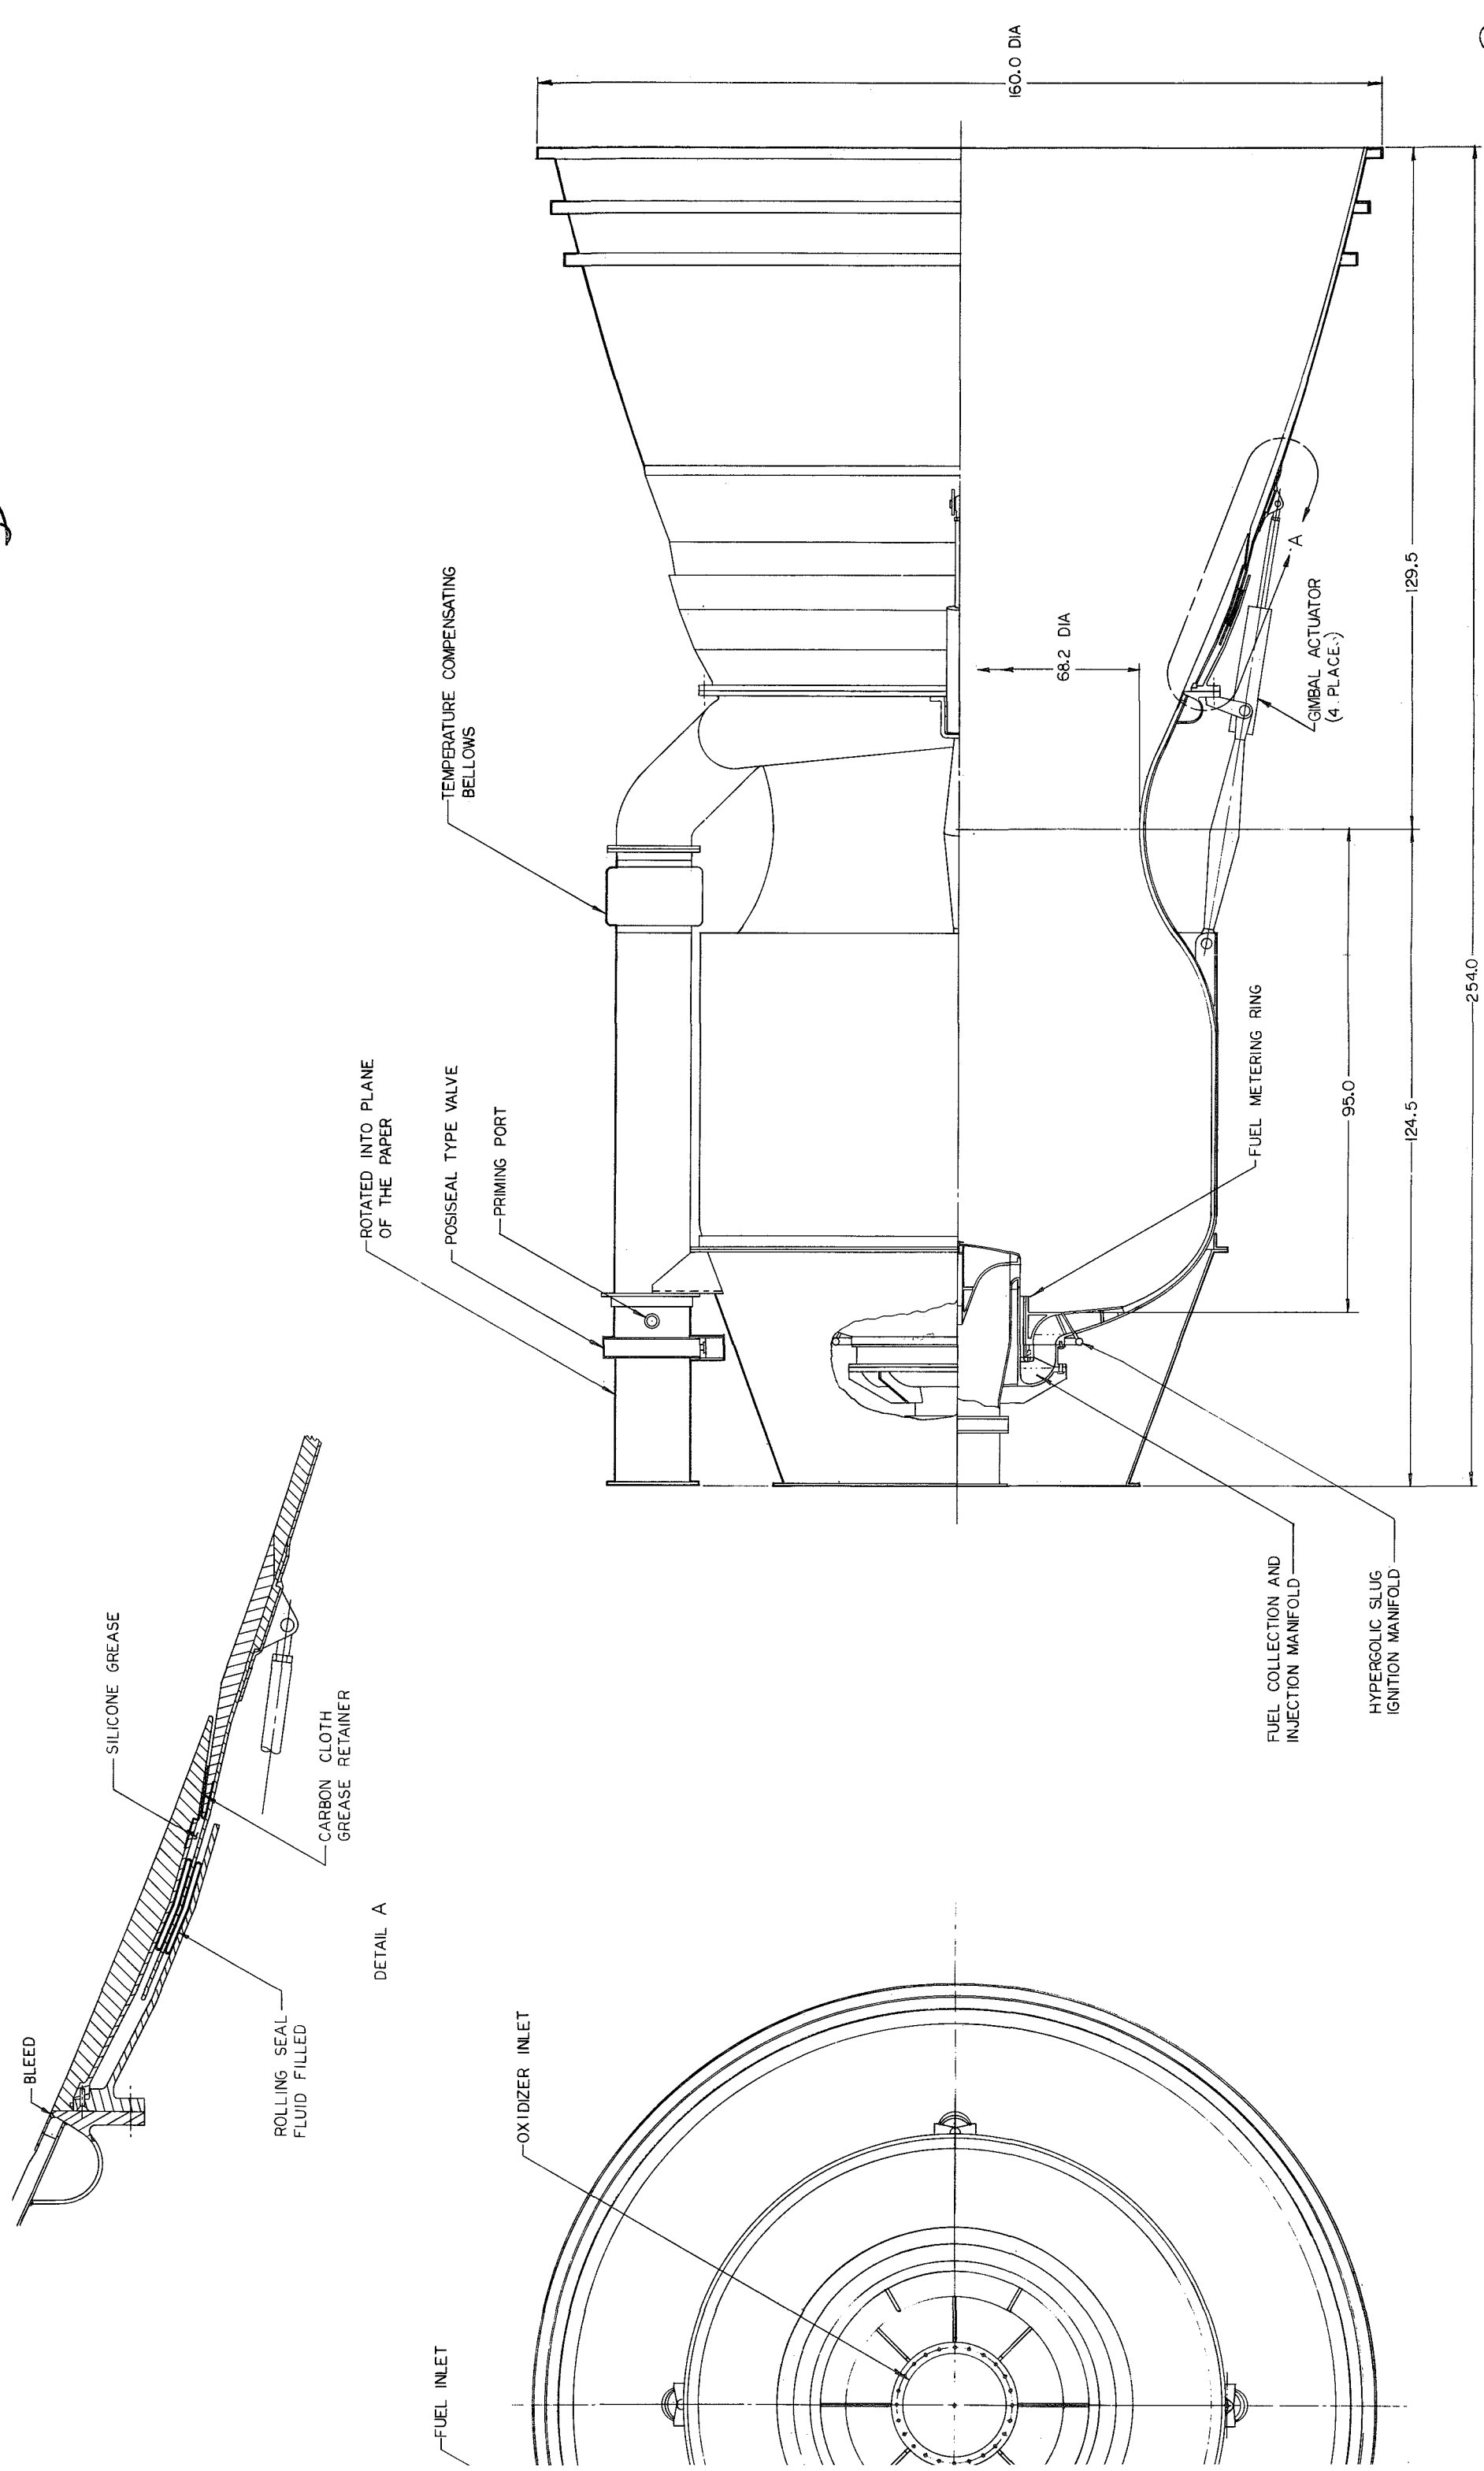 160.0 DIA
TEMPERATURE COMPENSATING
BELLOWS
68.2 DIA
129.5
A
GIMBAL ACTUATOR
(4 PLACE.)
ROTATED INTO PLANE
OF THE PAPER
POSISEAL TYPE VALVE
PRIMING PORT
FUEL METERING RING
95.0
124.5
254.0
FUEL COLLECTION AND
INJECTION MANIFOLD
HYPERGOLIC SLUG
IGNITION MANIFOLD
SILICONE GREASE
CARBON CLOTH
GREASE RETAINER
BLEED
ROLLING SEAL
FLUID FILLED
DETAIL A
OXIDIZER INLET
FUEL INLET